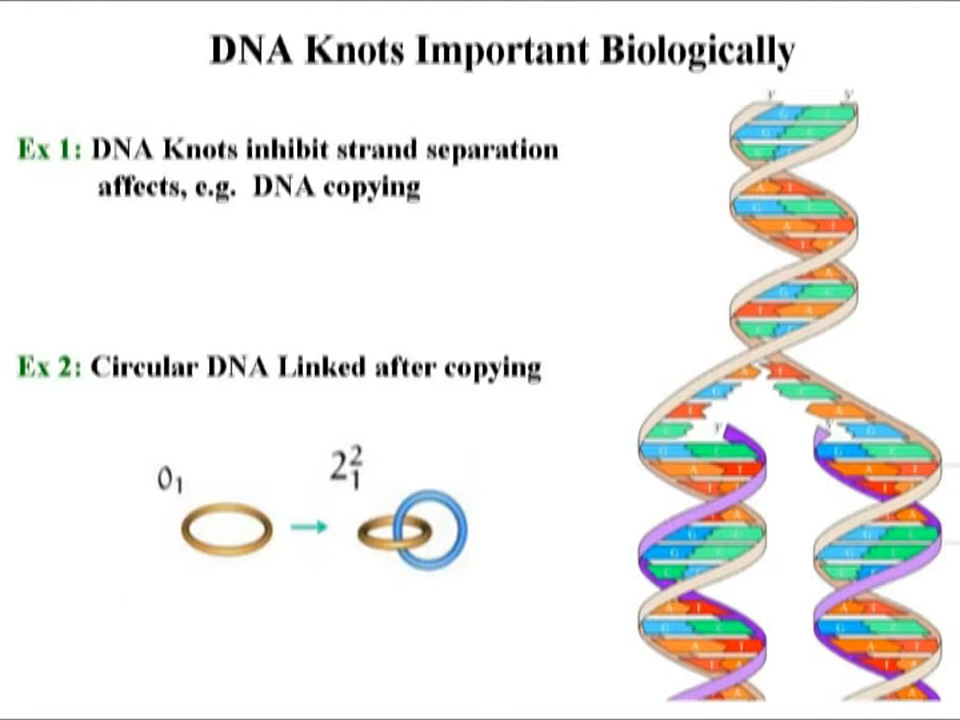 DNA Knots Important Biologically
Ex 1: DNA Knots inhibit strand separation
affects, e.g. DNA copying
Ex 2: Circular DNA Linked after copying
0₁
2²₁